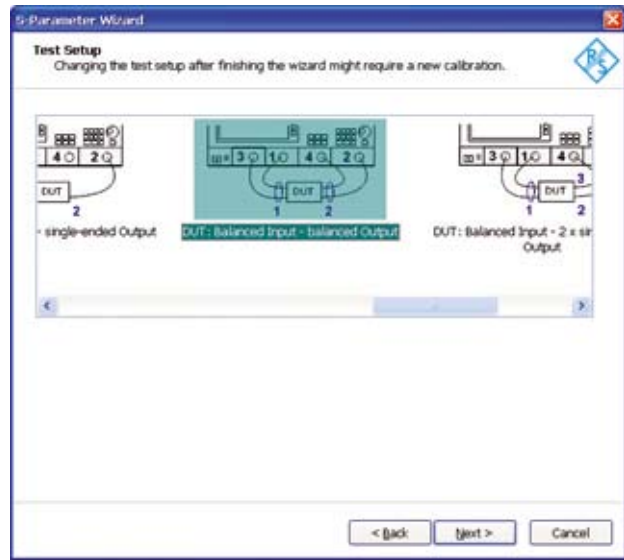 S-Parameter Wizard
Test Setup
Changing the test setup after finishing the wizard might require a new calibration.
R&S
4 2
DUT
2
- single-ended Output
3 1 4 2
DUT
1 2
DUT: Balanced Input - balanced Output
3 1 4
3
DUT
1 2
DUT: Balanced Input - 2 x
Output
< Back
Next >
Cancel